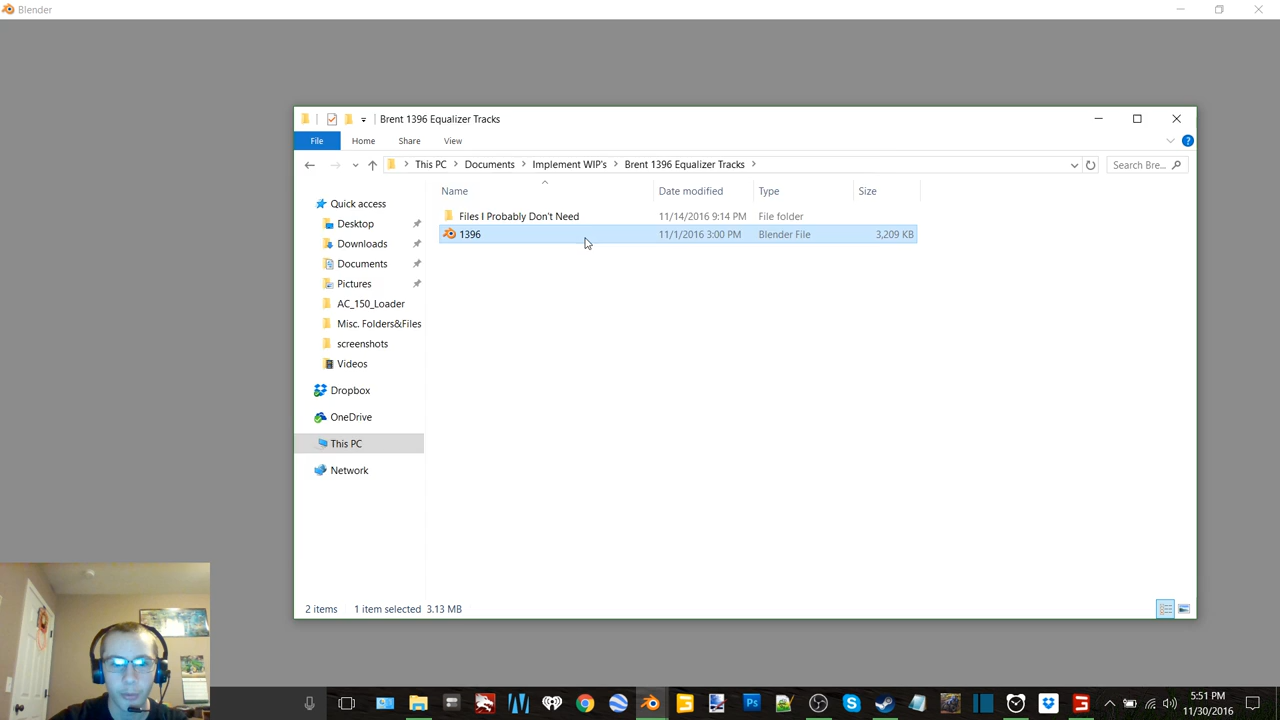 Blender
Brent 1396 Equalizer Tracks
File Home Share View
This PC Documents Implement WIP's Brent 1396 Equalizer Tracks Search Bre...
Name Date modified Type Size
Quick access
Desktop
Downloads
Documents
Pictures
AC_150_Loader
Misc. Folders&Files
screenshots
Videos
Dropbox
OneDrive
This PC
Network
Files I Probably Don't Need 11/14/2016 9:14 PM File folder
1396 11/1/2016 3:00 PM Blender File 3,209 KB
2 items 1 item selected 3.13 MB
5:51 PM
11/30/2016